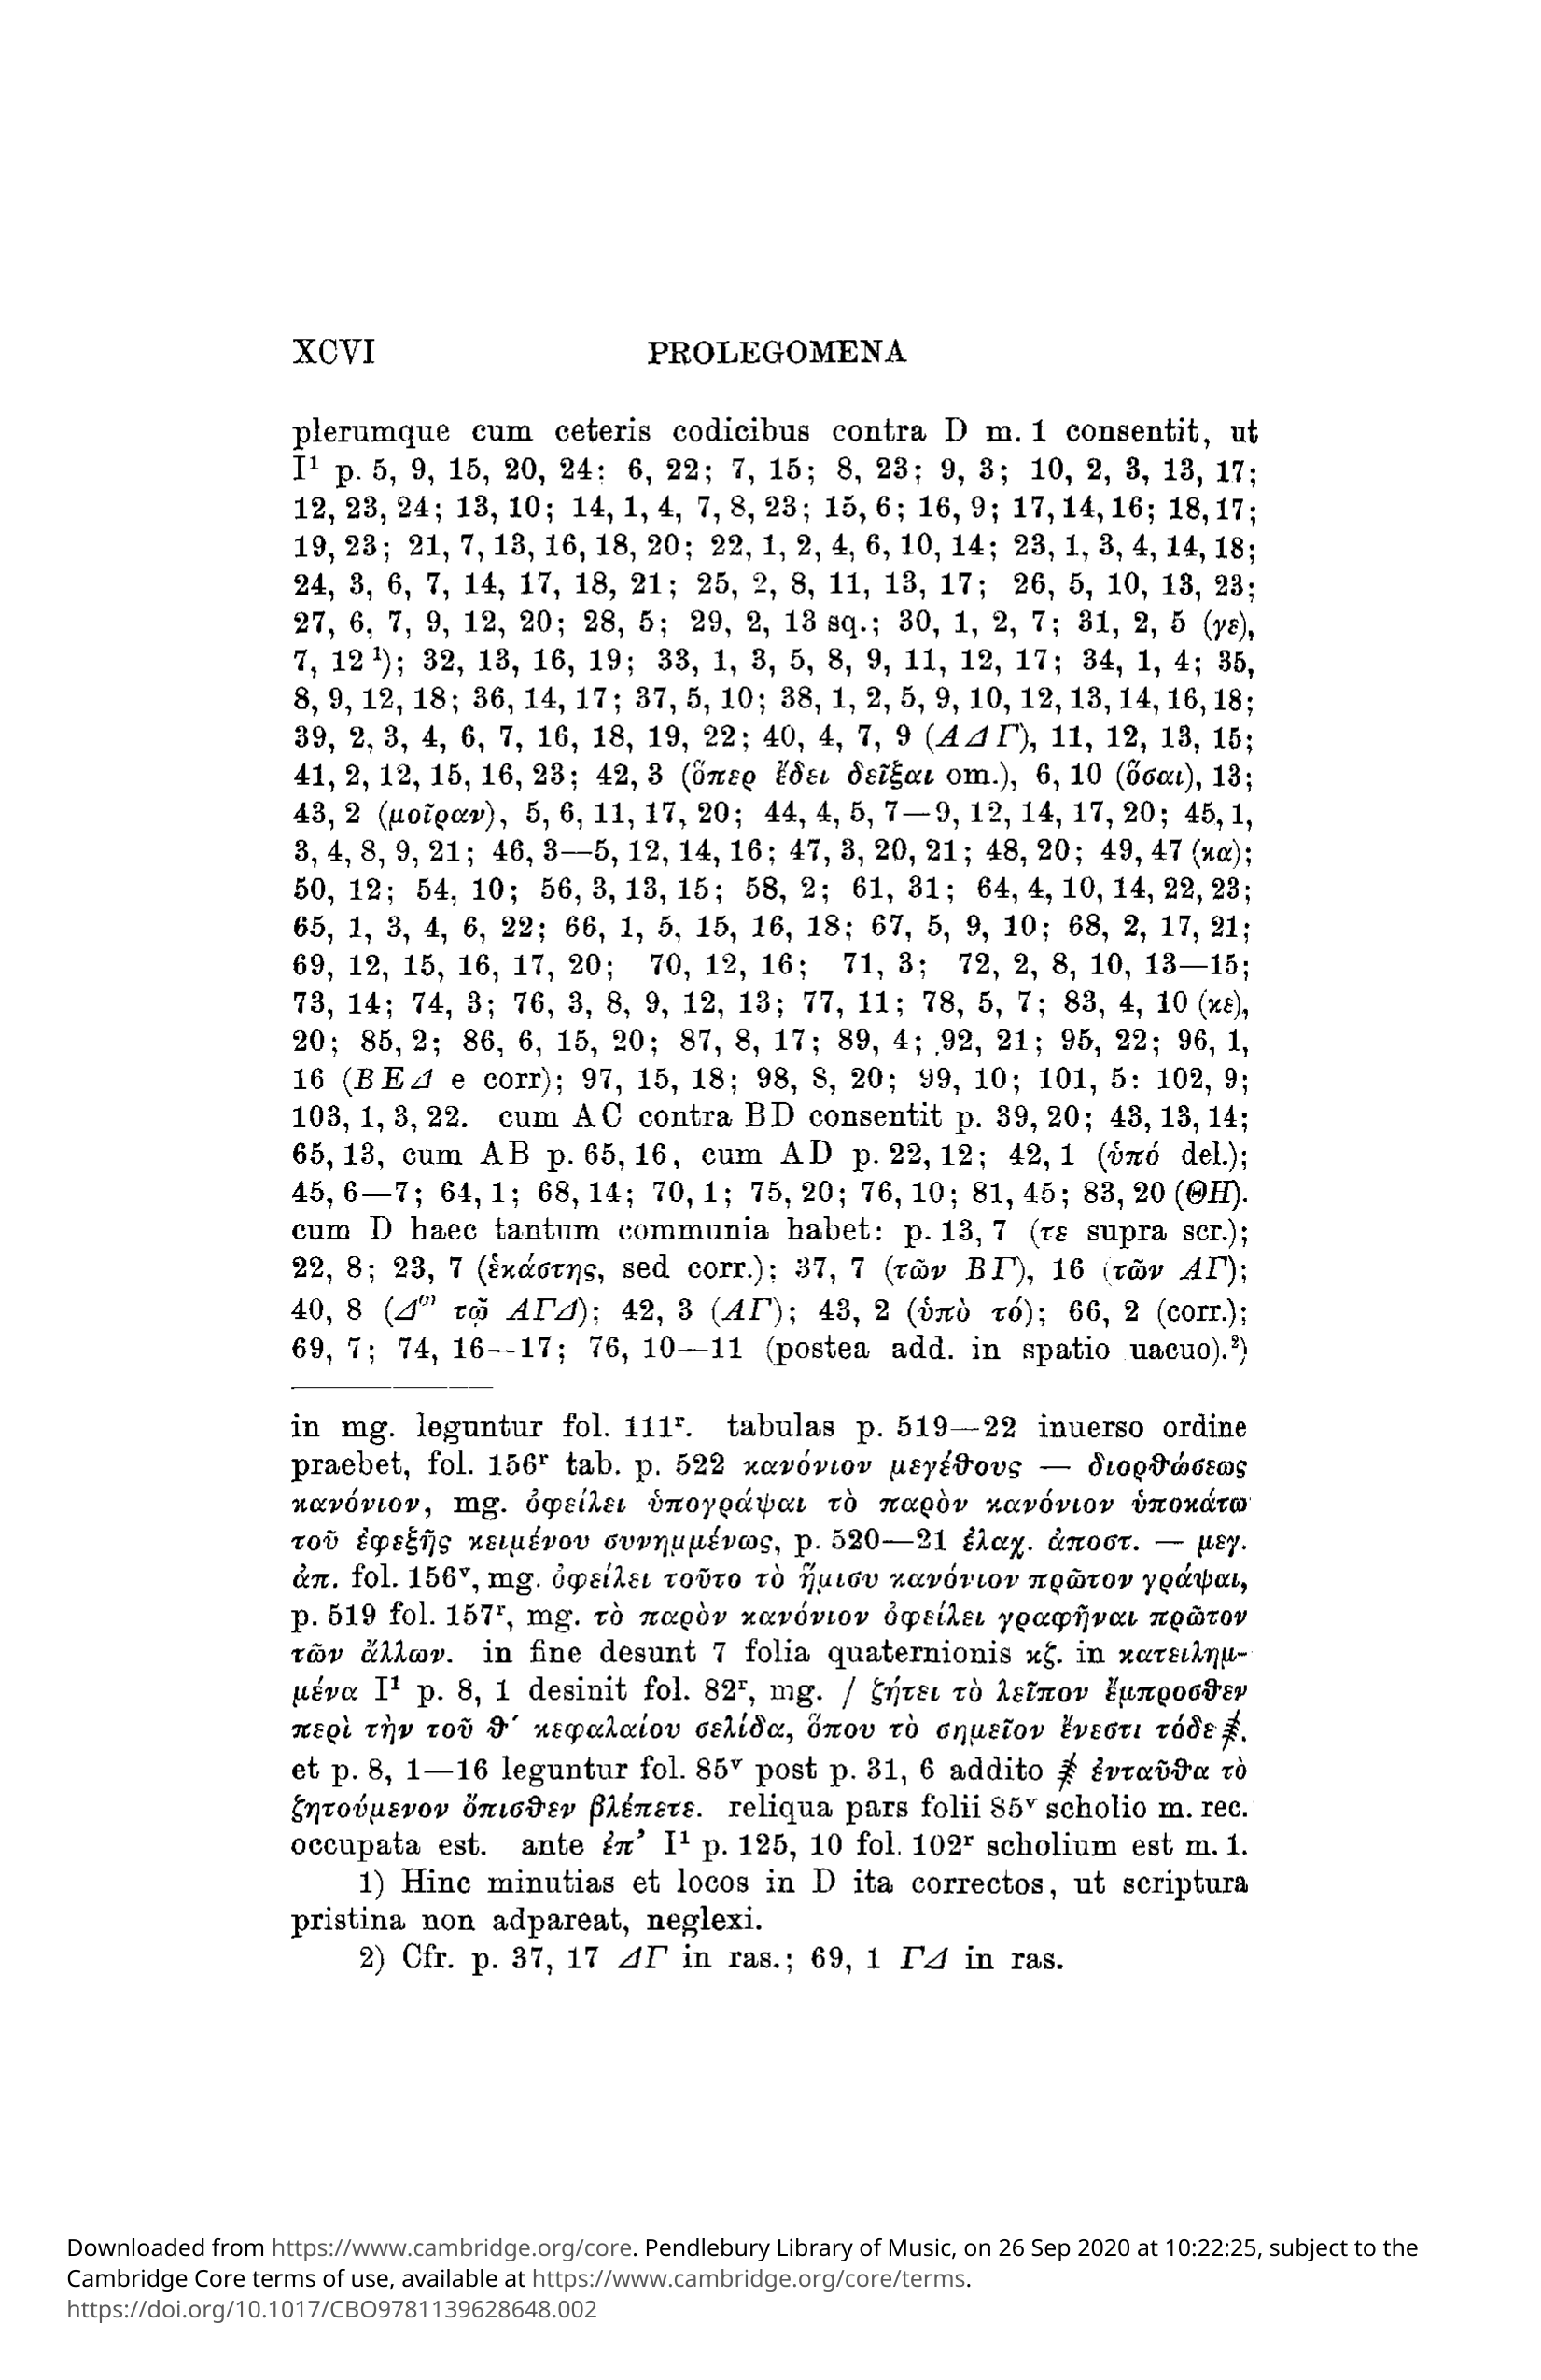 XCVI PROLEGOMENA
plerumque cum ceteris codicibus contra D m. 1 consentit, ut
I¹ p. 5, 9, 15, 20, 24; 6, 22; 7, 15; 8, 23; 9, 3; 10, 2, 3, 13, 17;
12, 23, 24; 13, 10; 14, 1, 4, 7, 8, 23; 15, 6; 16, 9; 17, 14, 16; 18, 17;
19, 23; 21, 7, 13, 16, 18, 20; 22, 1, 2, 4, 6, 10, 14; 23, 1, 3, 4, 14, 18;
24, 3, 6, 7, 14, 17, 18, 21; 25, 2, 8, 11, 13, 17; 26, 5, 10, 13, 23;
27, 6, 7, 9, 12, 20; 28, 5; 29, 2, 13 sq.; 30, 1, 2, 7; 31, 2, 5 (γε),
7, 12 ¹); 32, 13, 16, 19; 33, 1, 3, 5, 8, 9, 11, 12, 17; 34, 1, 4; 35,
8, 9, 12, 18; 36, 14, 17; 37, 5, 10; 38, 1, 2, 5, 9, 10, 12, 13, 14, 16, 18;
39, 2, 3, 4, 6, 7, 16, 18, 19, 22; 40, 4, 7, 9 (ΑΔΓ), 11, 12, 13, 15;
41, 2, 12, 15, 16, 23; 42, 3 (ὅπερ ἔδει δεῖξαι om.), 6, 10 (ὅσαι), 13;
43, 2 (μοῖραν), 5, 6, 11, 17, 20; 44, 4, 5, 7—9, 12, 14, 17, 20; 45, 1,
3, 4, 8, 9, 21; 46, 3—5, 12, 14, 16; 47, 3, 20, 21; 48, 20; 49, 47 (κα);
50, 12; 54, 10; 56, 3, 13, 15; 58, 2; 61, 31; 64, 4, 10, 14, 22, 23;
65, 1, 3, 4, 6, 22; 66, 1, 5, 15, 16, 18; 67, 5, 9, 10; 68, 2, 17, 21;
69, 12, 15, 16, 17, 20; 70, 12, 16; 71, 3; 72, 2, 8, 10, 13—15;
73, 14; 74, 3; 76, 3, 8, 9, 12, 13; 77, 11; 78, 5, 7; 83, 4, 10 (κε),
20; 85, 2; 86, 6, 15, 20; 87, 8, 17; 89, 4; 92, 21; 95, 22; 96, 1,
16 (ΒΕΔ e corr); 97, 15, 18; 98, 8, 20; 99, 10; 101, 5: 102, 9;
103, 1, 3, 22. cum AC contra BD consentit p. 39, 20; 43, 13, 14;
65, 13, cum AB p. 65, 16, cum AD p. 22, 12; 42, 1 (ὑπό del.);
45, 6—7; 64, 1; 68, 14; 70, 1; 75, 20; 76, 10; 81, 45; 83, 20 (ΘΗ).
cum D haec tantum communia habet: p. 13, 7 (τε supra scr.);
22, 8; 23, 7 (ἑκάστης, sed corr.); 37, 7 (τῶν ΒΓ), 16 (τῶν ΑΓ);
40, 8 (Δ⁽ʾ⁾ τῷ ΑΓΔ); 42, 3 (ΑΓ); 43, 2 (ὑπὸ τό); 66, 2 (corr.);
69, 7; 74, 16—17; 76, 10—11 (postea add. in spatio uacuo).²)
in mg. leguntur fol. 111ʳ. tabulas p. 519—22 inuerso ordine
praebet, fol. 156ʳ tab. p. 522 κανόνιον μεγέθους — διορθώσεως
κανόνιον, mg. ὀφείλει ὑπογράψαι τὸ παρὸν κανόνιον ὑποκάτω
τοῦ ἐφεξῆς κειμένου συνημμένως, p. 520—21 ἐλαχ. ἀποστ. — μεγ.
ἀπ. fol. 156ᵛ, mg. ὀφείλει τοῦτο τὸ ἥμισυ κανόνιον πρῶτον γράψαι,
p. 519 fol. 157ʳ, mg. τὸ παρὸν κανόνιον ὀφείλει γραφῆναι πρῶτον
τῶν ἄλλων. in fine desunt 7 folia quaternionis κζ. in κατειλημ-
μένα I¹ p. 8, 1 desinit fol. 82ʳ, mg. / ζήτει τὸ λεῖπον ἔμπροσθεν
περὶ τὴν τοῦ θʹ κεφαλαίου σελίδα, ὅπου τὸ σημεῖον ἔνεστι τόδε.
et p. 8, 1—16 leguntur fol. 85ᵛ post p. 31, 6 addito ἐνταῦθα τὸ
ζητούμενον ὄπισθεν βλέπετε. reliqua pars folii 85ᵛ scholio m. rec.
occupata est. ante ἐπ’ I¹ p. 125, 10 fol. 102ʳ scholium est m. 1.
1) Hinc minutias et locos in D ita correctos, ut scriptura
pristina non adpareat, neglexi.
2) Cfr. p. 37, 17 ΔΓ in ras.; 69, 1 ΓΔ in ras.
Downloaded from https://www.cambridge.org/core. Pendlebury Library of Music, on 26 Sep 2020 at 10:22:25, subject to the
Cambridge Core terms of use, available at https://www.cambridge.org/core/terms.
https://doi.org/10.1017/CBO9781139628648.002